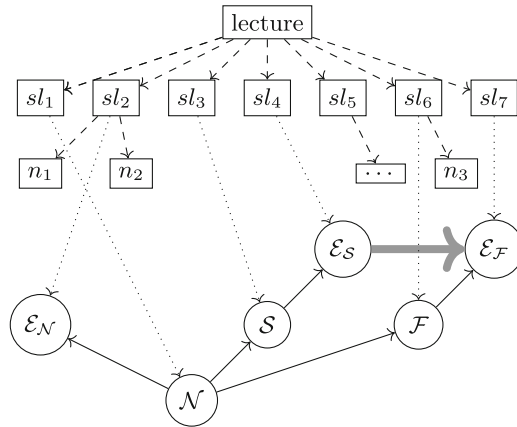 lecture
sl₁ sl₂ sl₃ sl₄ sl₅ sl₆ sl₇
n₁ n₂ ⋯ n₃
ℰ_𝒮 ℰ_ℱ
ℰ_𝒩 𝒮 ℱ
𝒩